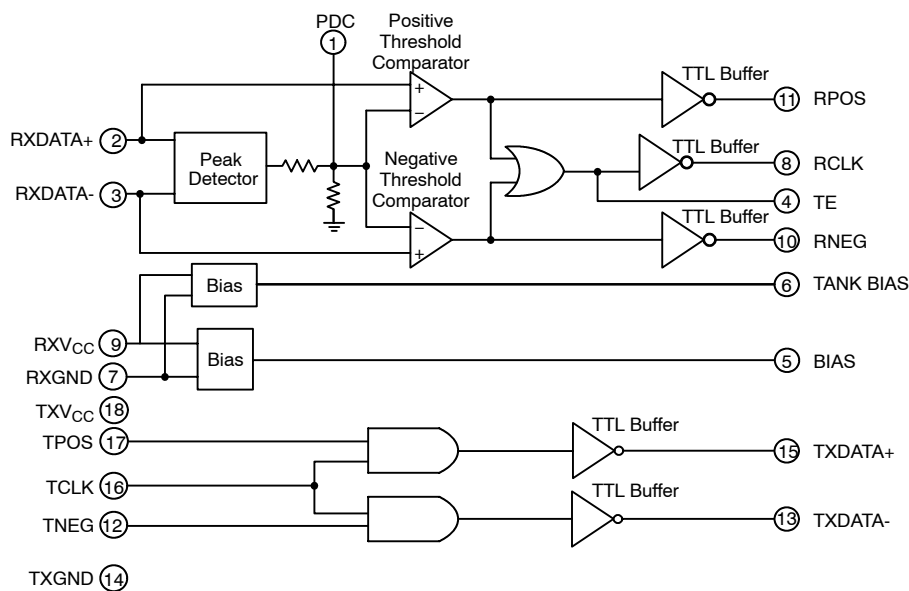 PDC
1
Positive
Threshold
Comparator
TTL Buffer
+
−
11 RPOS
RXDATA+ 2
Peak
Detector
TTL Buffer
8 RCLK
Negative
Threshold
Comparator
RXDATA- 3
4 TE
TTL Buffer
−
+
10 RNEG
Bias
6 TANK BIAS
RXVCC 9
Bias
5 BIAS
RXGND 7
TXVCC 18
TTL Buffer
TPOS 17
15 TXDATA+
TCLK 16
TTL Buffer
TNEG 12
13 TXDATA-
TXGND 14